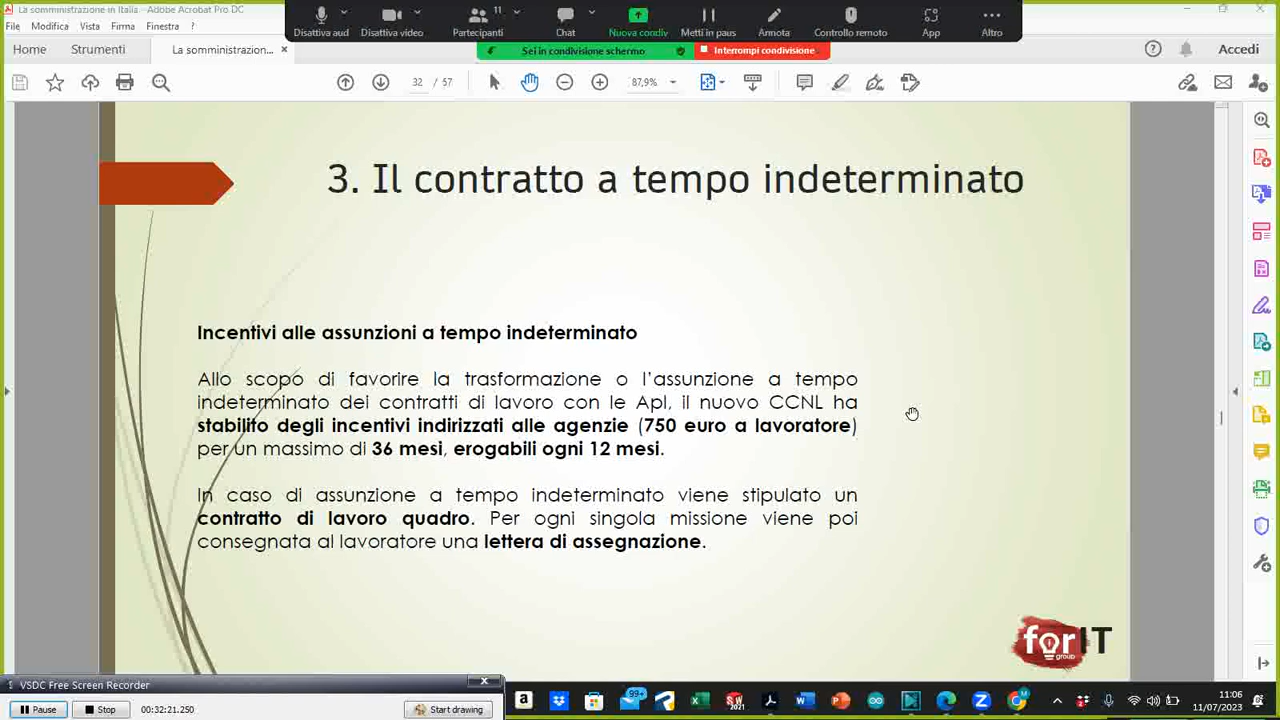 La somministrazione in Italia - Adobe Acrobat Pro DC
File Modifica Vista Firma Finestra ?
Home Strumenti La somministrazion... × Accedi
Disattiva aud Disattiva video Partecipanti 11 Chat Nuova condiv Metti in paus Annota Controllo remoto App Altro
Sei in condivisione schermo Interrompi condivisione
32 / 57 87,9%
3. Il contratto a tempo indeterminato
Incentivi alle assunzioni a tempo indeterminato
Allo scopo di favorire la trasformazione o l'assunzione a tempo
indeterminato dei contratti di lavoro con le Apl, il nuovo CCNL ha
stabilito degli incentivi indirizzati alle agenzie (750 euro a lavoratore)
per un massimo di 36 mesi, erogabili ogni 12 mesi.
In caso di assunzione a tempo indeterminato viene stipulato un
contratto di lavoro quadro. Per ogni singola missione viene poi
consegnata al lavoratore una lettera di assegnazione.
forIT
group
VSDC Free Screen Recorder
Pause Stop 00:32:21.250 Start drawing
99+
11:06
11/07/2023